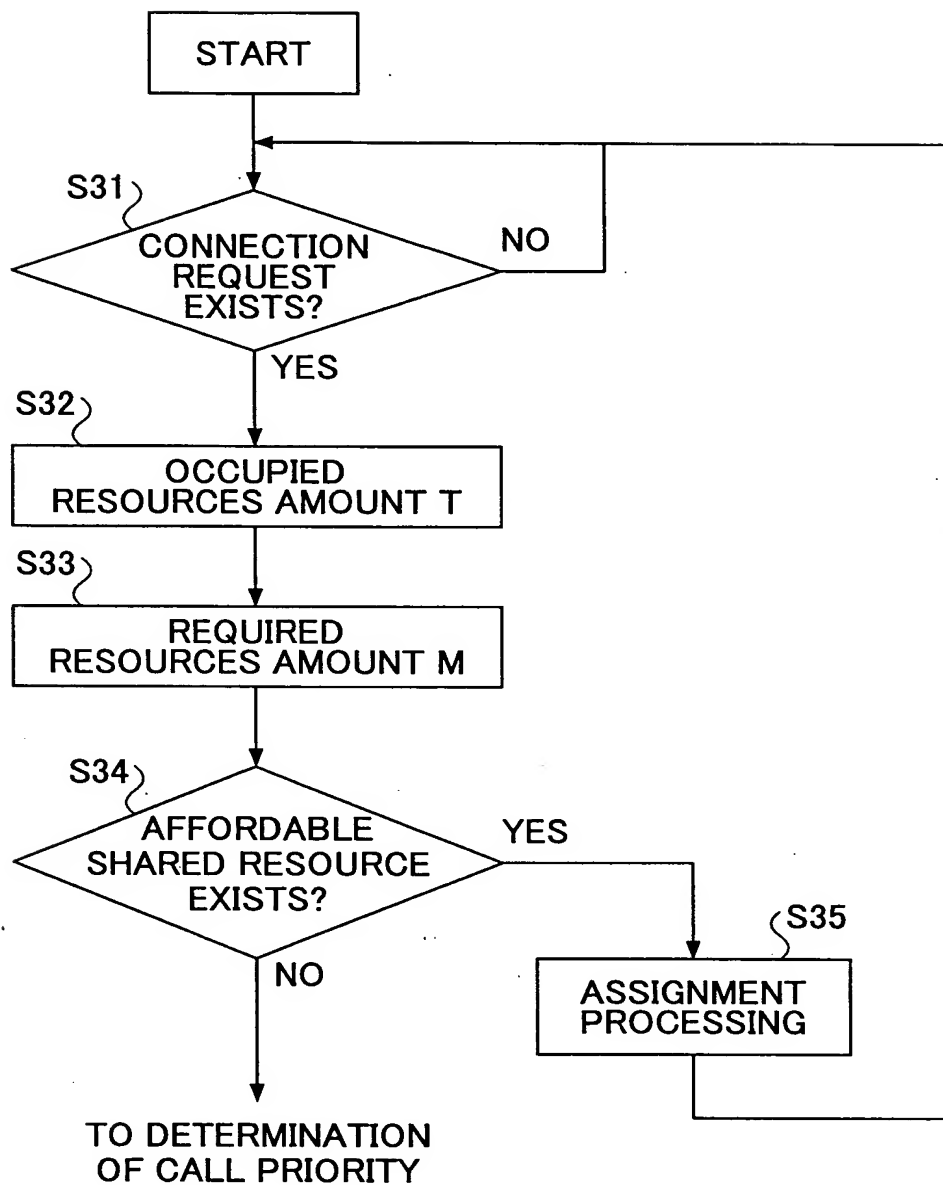 START
S31
CONNECTION
REQUEST
EXISTS?
NO
YES
S32
OCCUPIED
RESOURCES AMOUNT T
S33
REQUIRED
RESOURCES AMOUNT M
S34
AFFORDABLE
SHARED RESOURCE
EXISTS?
YES
NO
S35
ASSIGNMENT
PROCESSING
TO DETERMINATION
OF CALL PRIORITY